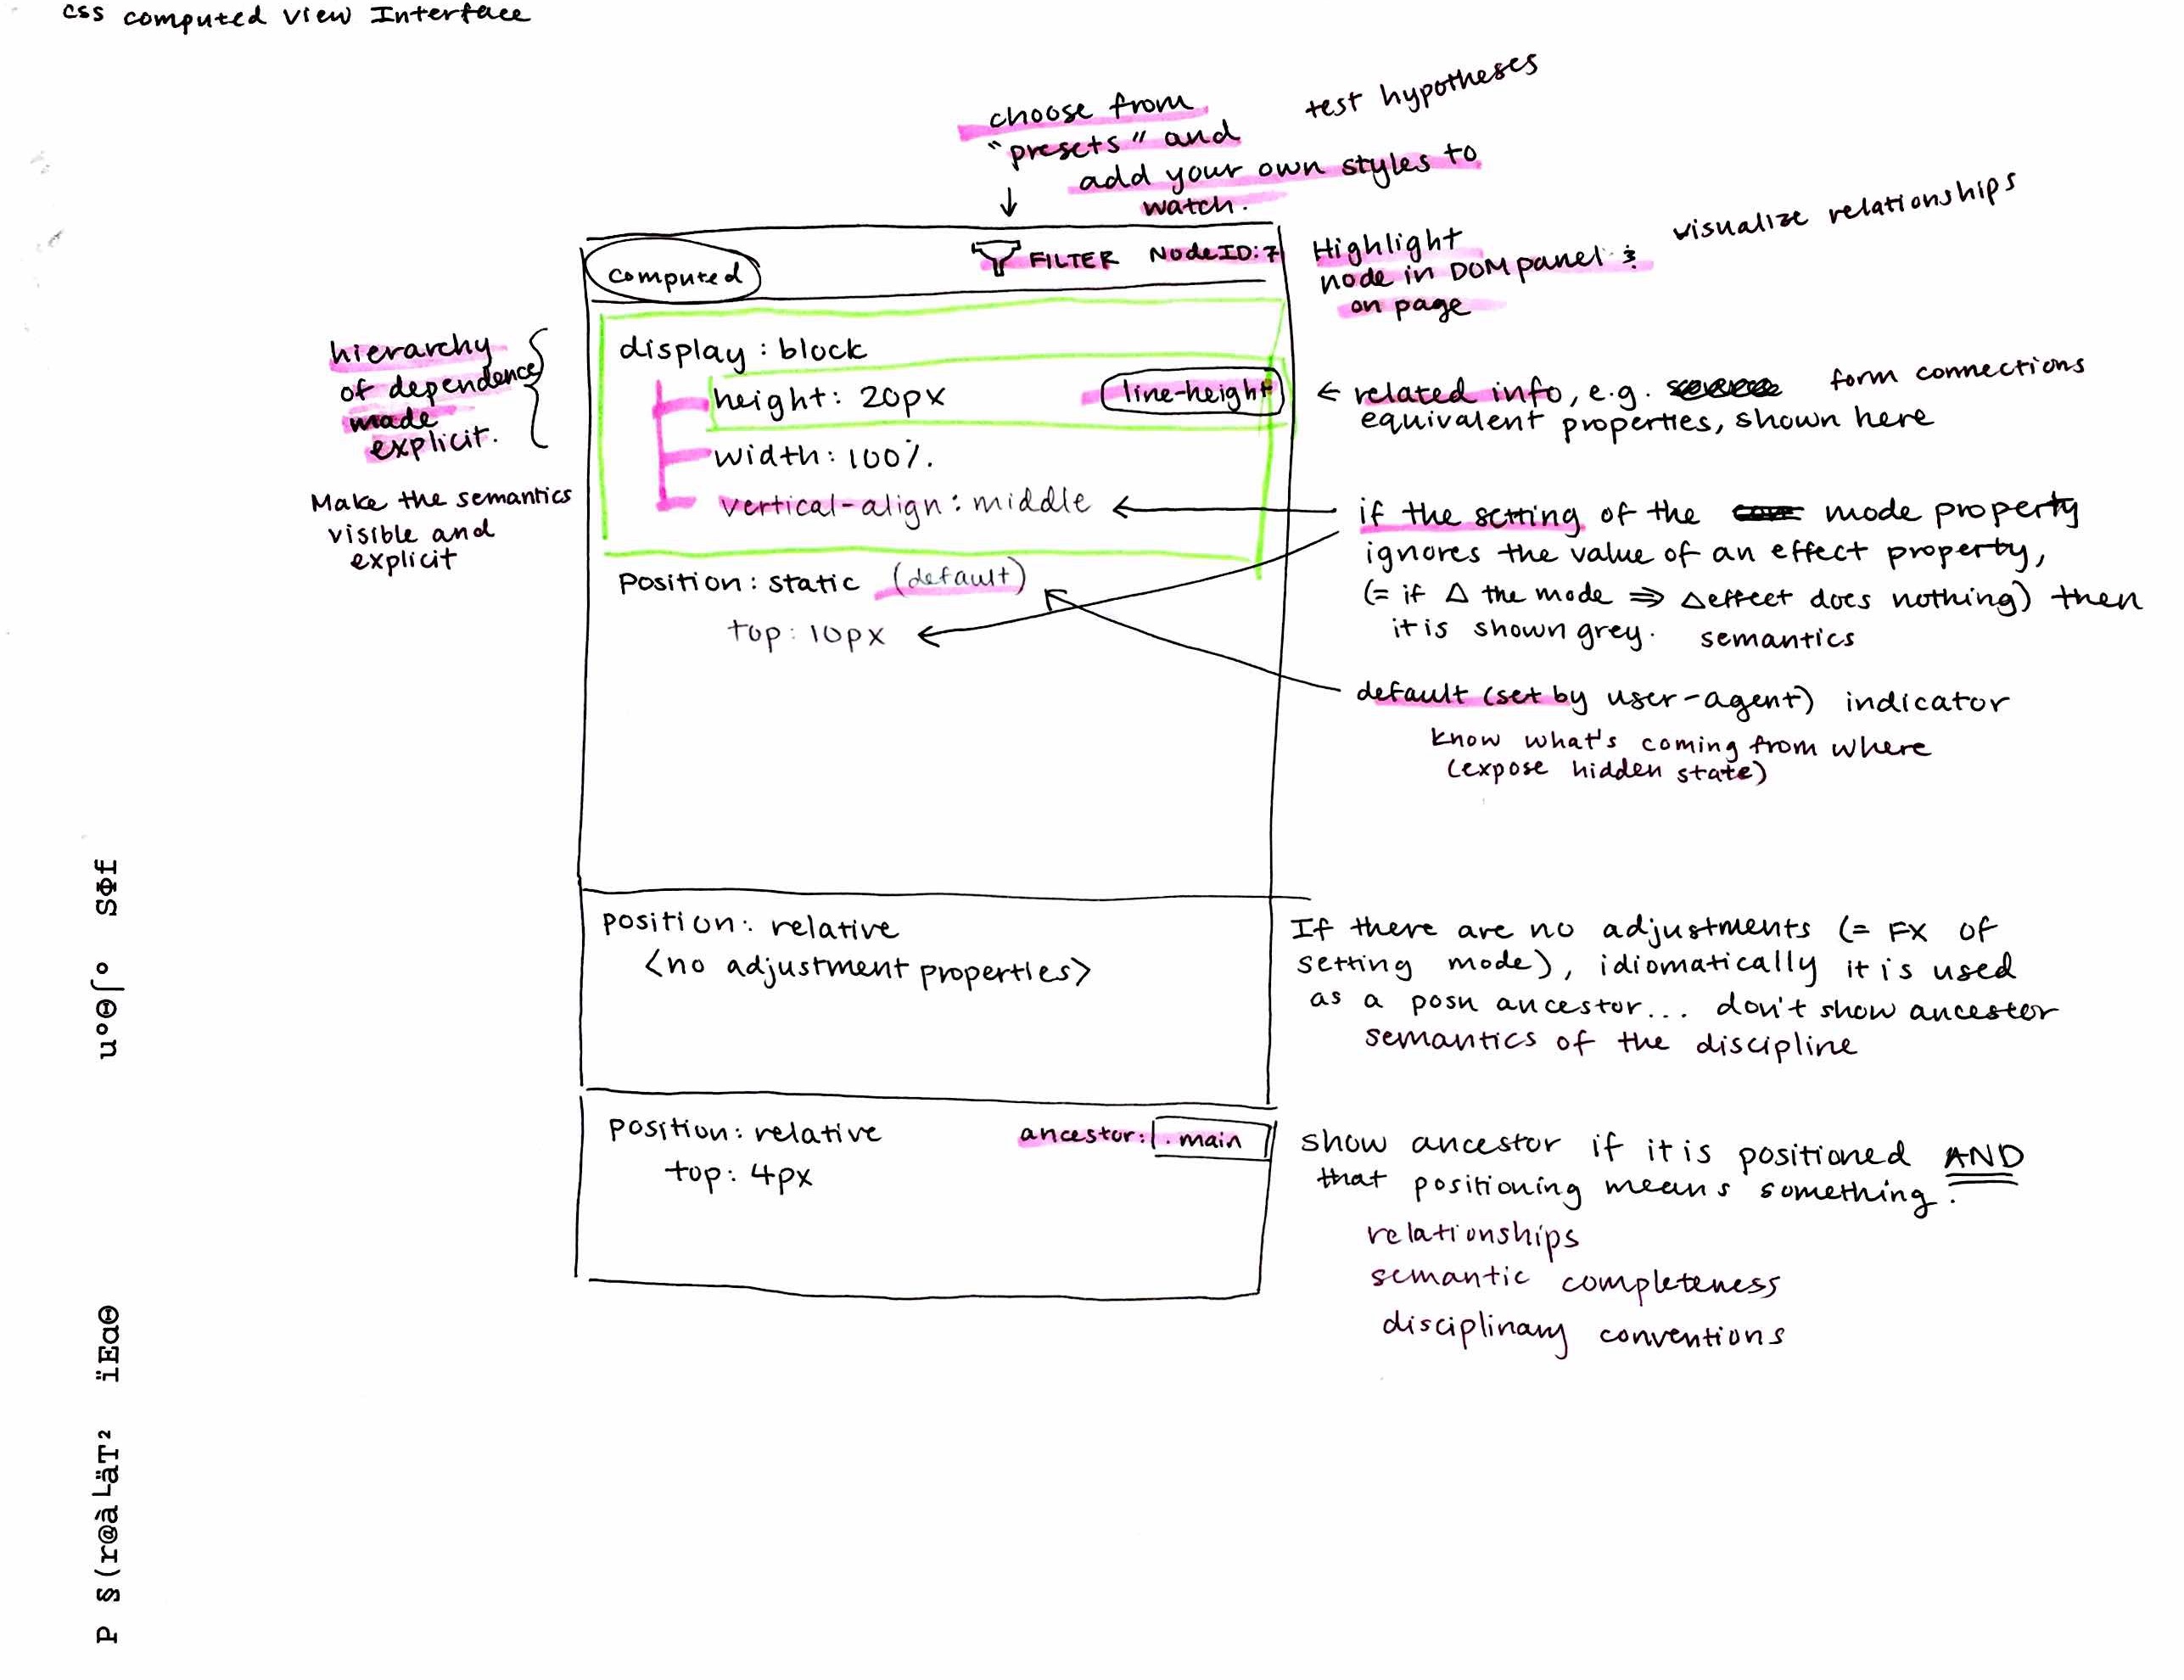 css computed view Interface
choose from
"presets" and
add your own styles to
watch.
test hypotheses
computed
FILTER
NodeID:7
Highlight
node in DOM panel &
on page
visualize relationships
hierarchy
of dependence
made
explicit.
Make the semantics
visible and
explicit
display : block
height: 20px
line-height
width: 100%.
vertical-align: middle
← related info, e.g.
equivalent properties, shown here
form connections
if the setting of the mode property
ignores the value of an effect property,
(= if Δ the mode ⇒ Δeffect does nothing) then
it is shown grey. semantics
Position: static (default)
top: 10px
default (set by user-agent) indicator
know what's coming from where
(expose hidden state)
position: relative
<no adjustment properties>
If there are no adjustments (= FX of
setting mode), idiomatically it is used
as a posn ancestor... don't show ancestor
semantics of the discipline
position: relative
ancestor: .main
top: 4px
show ancestor if it is positioned AND
that positioning means something.
relationships
semantic completeness
disciplinary conventions